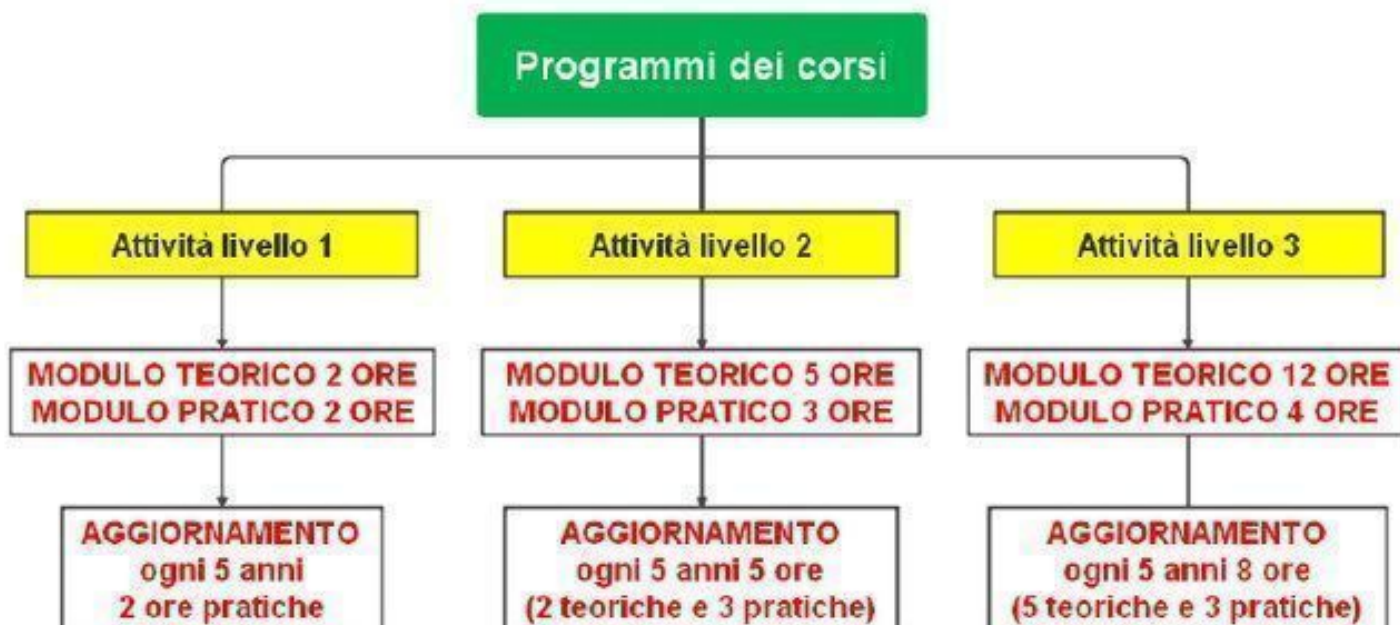 Programmi dei corsi
Attività livello 1
Attività livello 2
Attività livello 3
MODULO TEORICO 2 ORE
MODULO PRATICO 2 ORE
MODULO TEORICO 5 ORE
MODULO PRATICO 3 ORE
MODULO TEORICO 12 ORE
MODULO PRATICO 4 ORE
AGGIORNAMENTO
ogni 5 anni
2 ore pratiche
AGGIORNAMENTO
ogni 5 anni 5 ore
(2 teoriche e 3 pratiche)
AGGIORNAMENTO
ogni 5 anni 8 ore
(5 teoriche e 3 pratiche)